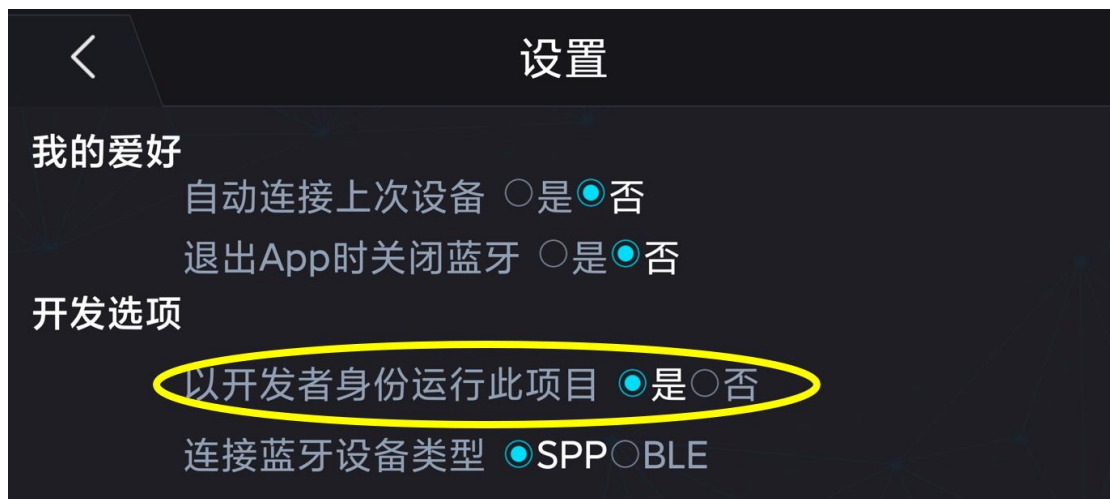 设置
我的爱好
自动连接上次设备 是 否
退出App时关闭蓝牙 是 否
开发选项
以开发者身份运行此项目 是 否
连接蓝牙设备类型 SPP BLE